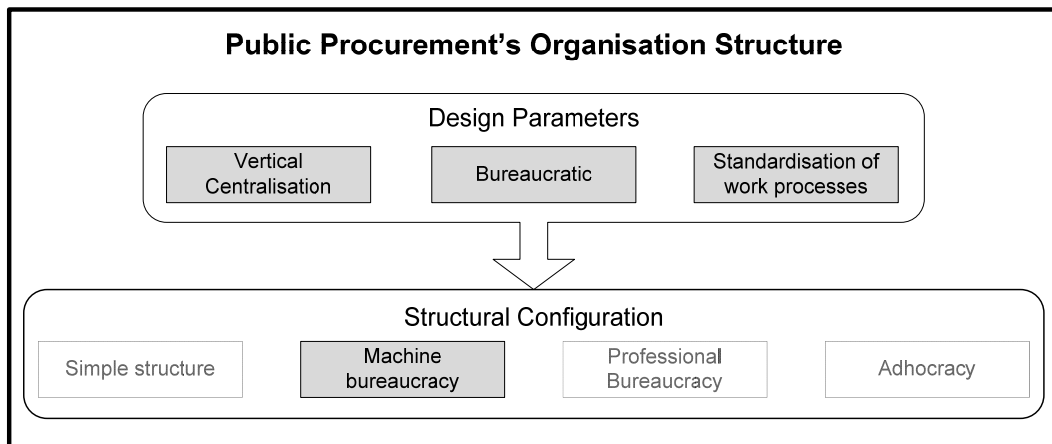 Public Procurement’s Organisation Structure
Design Parameters
Vertical
Centralisation
Bureaucratic
Standardisation of
work processes
Structural Configuration
Simple structure
Machine
bureaucracy
Professional
Bureaucracy
Adhocracy